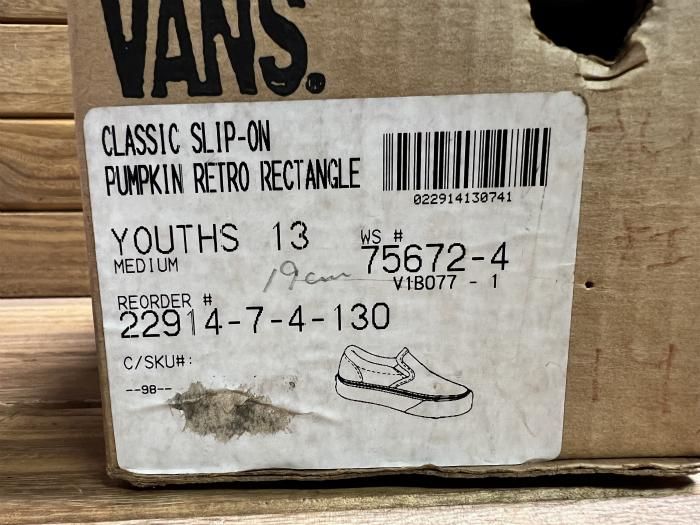 VANS.
CLASSIC SLIP-ON
PUMPKIN RETRO RECTANGLE
022914130741
YOUTHS 13
MEDIUM
WS #
75672-4
19cm
V1B077 - 1
REORDER #
22914-7-4-130
C/SKU#:
--98--